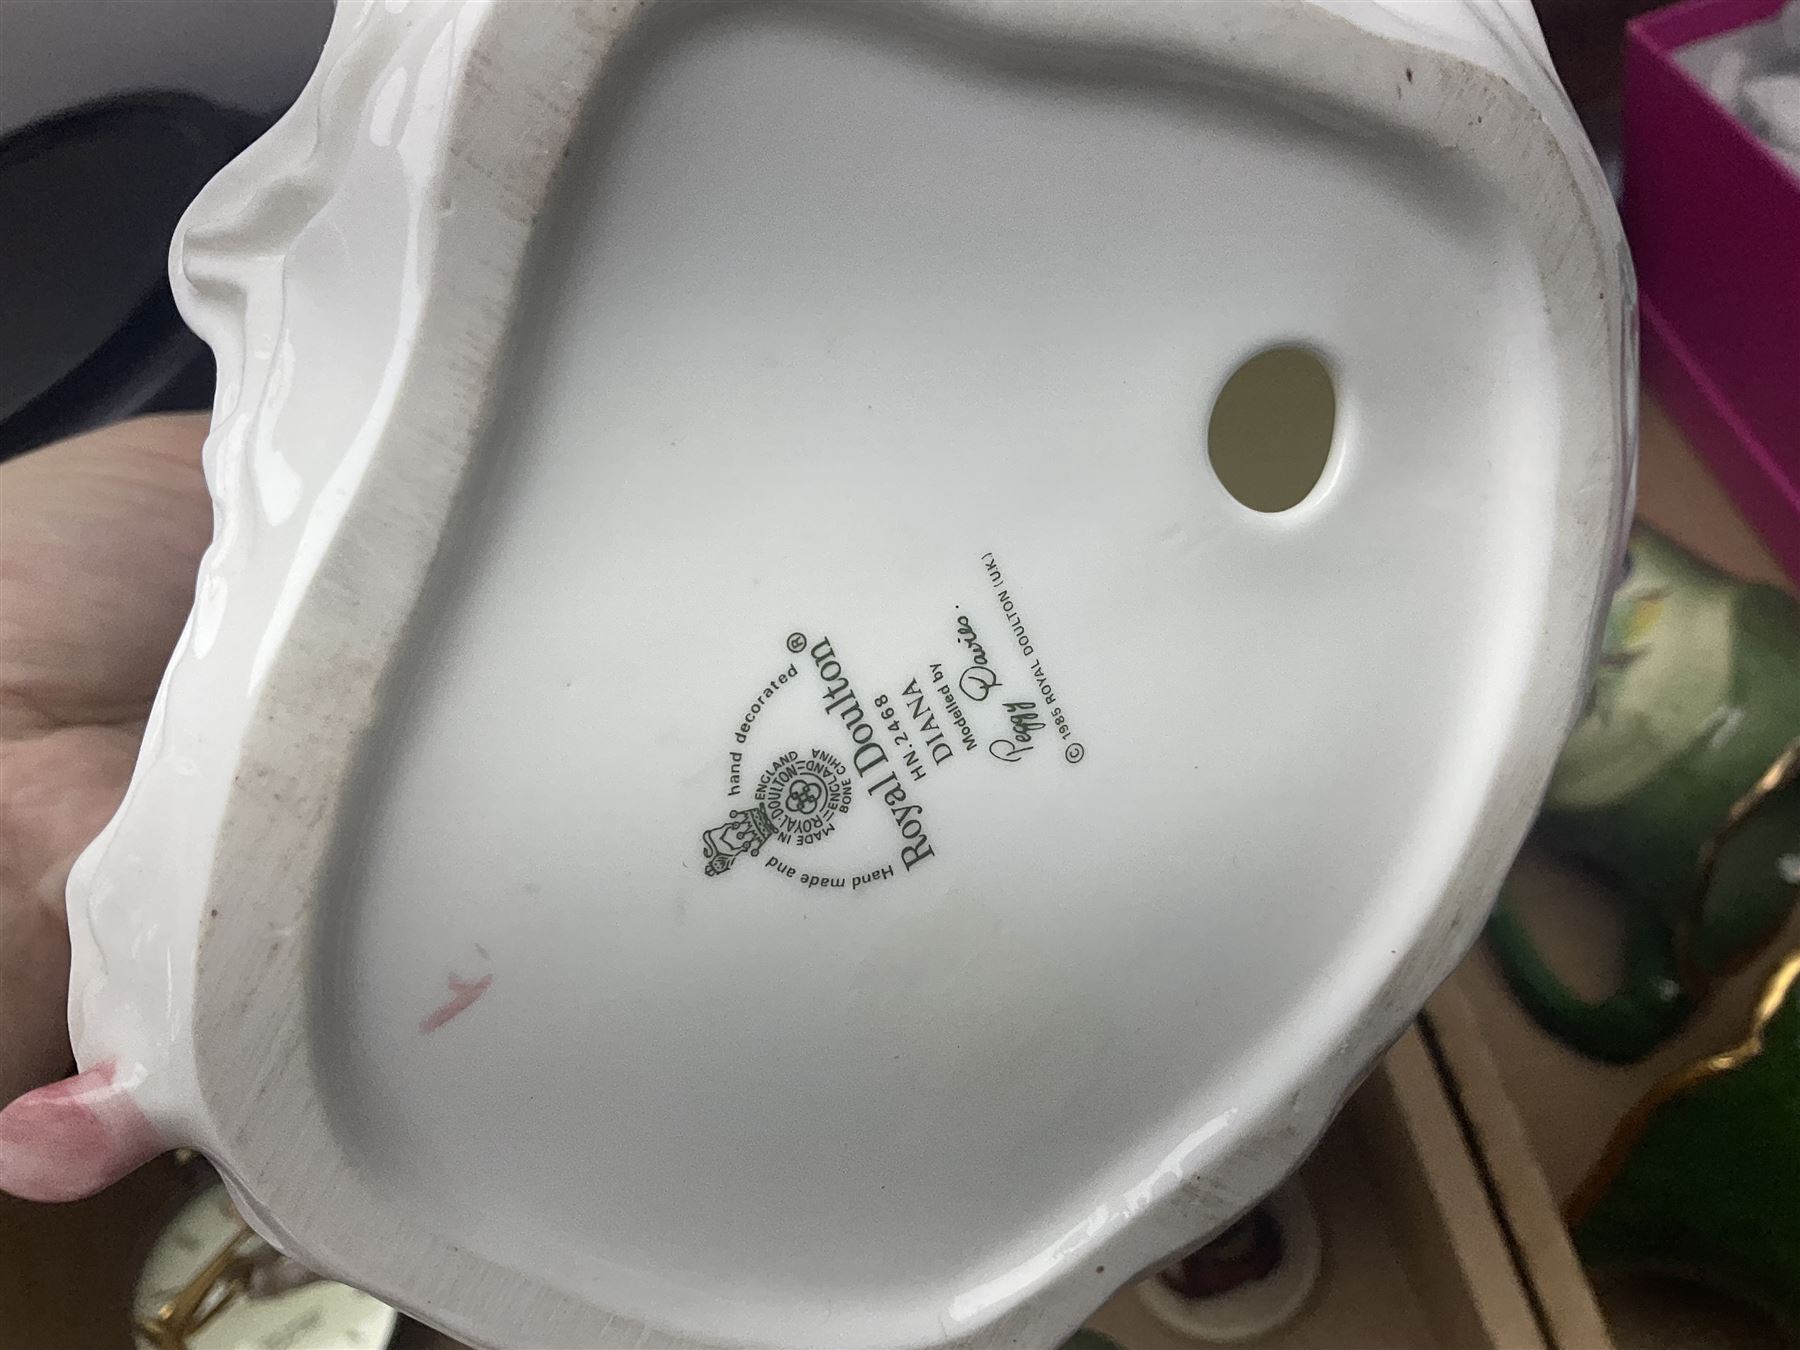 Hand made and hand decorated
MADE IN ENGLAND
ROYAL-DOULTON
ENGLAND
BONE CHINA
Royal Doulton ®
HN. 2468
DIANA
Modelled by
Peggy Davies.
© 1985 ROYAL DOULTON (U.K.)